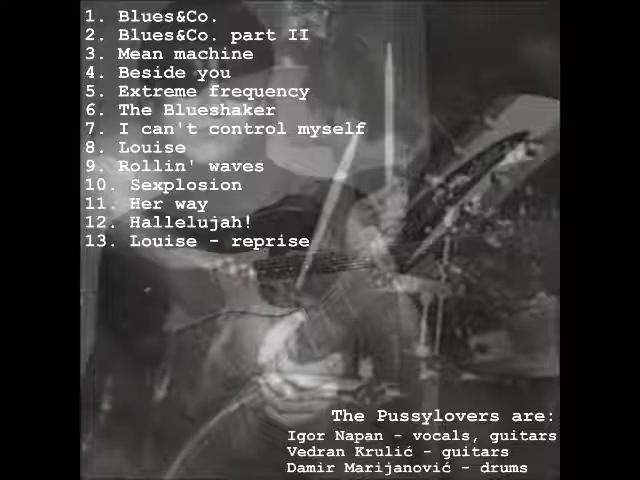 1. Blues&Co.
2. Blues&Co. part II
3. Mean machine
4. Beside you
5. Extreme frequency
6. The Blueshaker
7. I can't control myself
8. Louise
9. Rollin' waves
10. Sexplosion
11. Her way
12. Hallelujah!
13. Louise - reprise
The Pussylovers are:
Igor Napan - vocals, guitars
Vedran Krulić - guitars
Damir Marijanović - drums